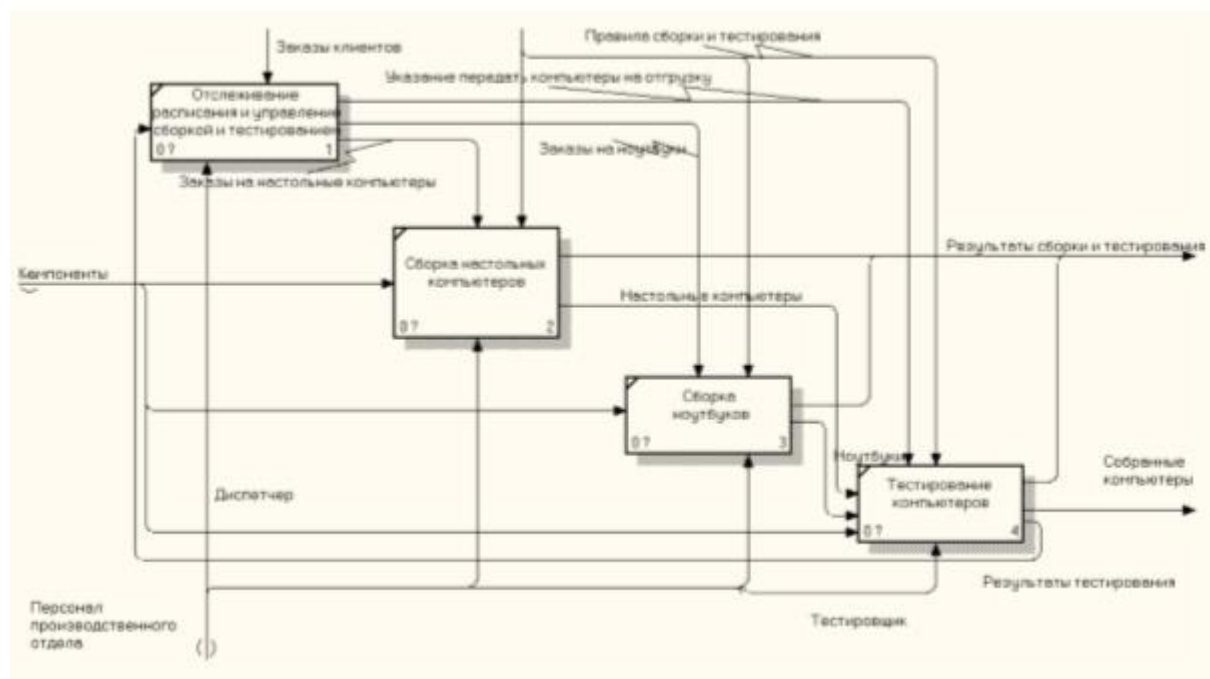 Заказы клиентов
Правила сборки и тестирования
Указание передать компьютеры на отгрузку
Отслеживание
расписания и управление
сборкой и тестированием
0 ?
1
Заказы на ноутбуки
Заказы на настольные компьютеры
Результаты сборки и тестирования
Компоненты
Сборка настольных
компьютеров
0 ?
2
Настольные компьютеры
Сборка
ноутбуков
0 ?
3
Ноутбуки
Собранные
компьютеры
Тестирование
компьютеров
0 ?
4
Диспетчер
Результаты тестирования
Персонал
производственного
отдела
Тестировщик